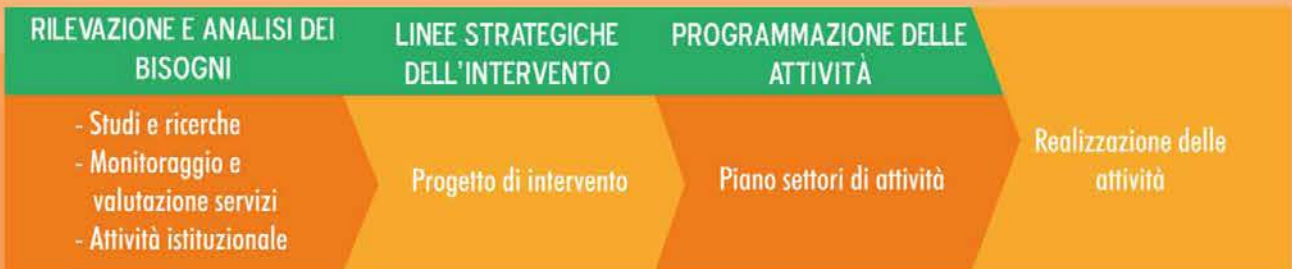 RILEVAZIONE E ANALISI DEI
BISOGNI
- Studi e ricerche
- Monitoraggio e
valutazione servizi
- Attività istituzionale
LINEE STRATEGICHE
DELL'INTERVENTO
Progetto di intervento
PROGRAMMAZIONE DELLE
ATTIVITÀ
Piano settori di attività
Realizzazione delle
attività